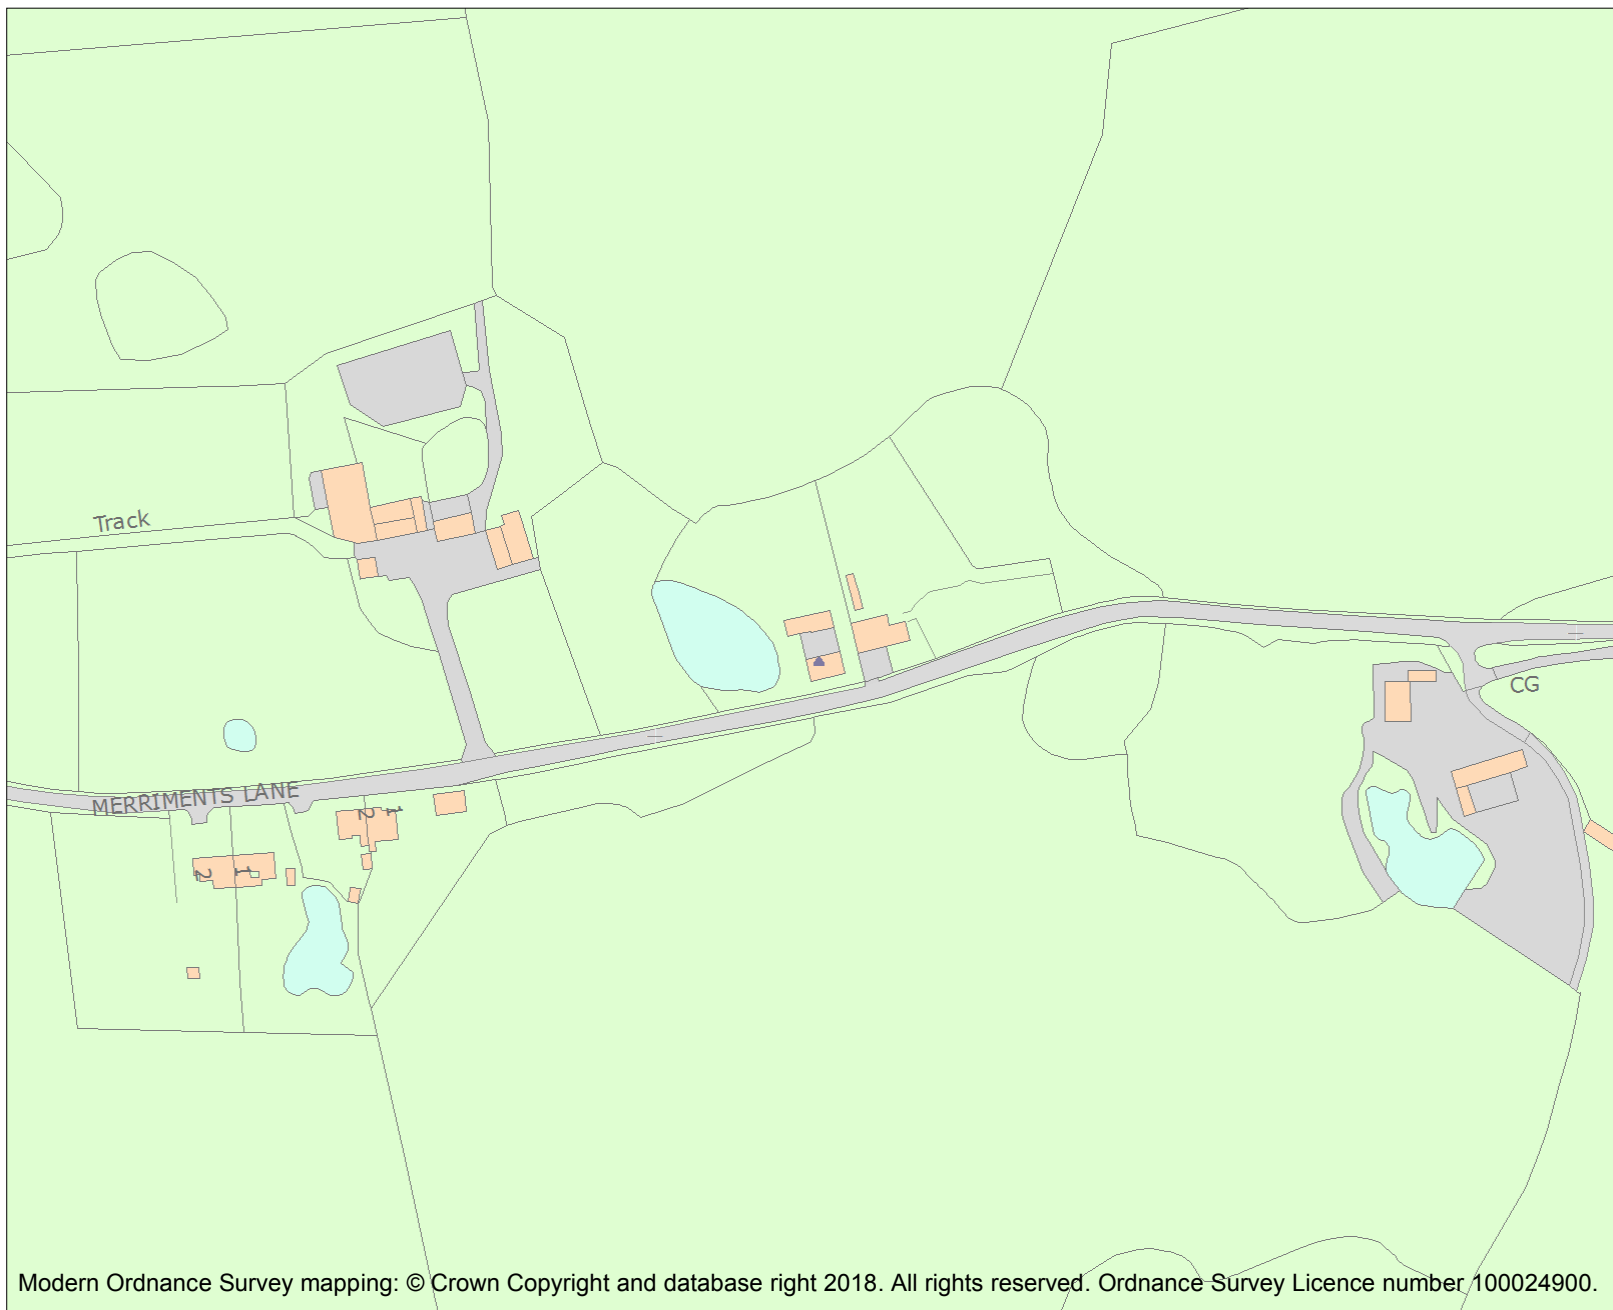 Track
CG
MERRIMENTS LANE
2 1
2 1
Modern Ordnance Survey mapping: © Crown Copyright and database right 2018. All rights reserved. Ordnance Survey Licence number 100024900.